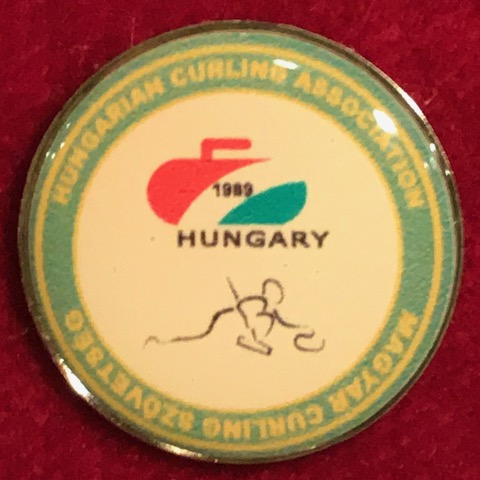 HUNGARIAN CURLING ASSOCIATION
1989
HUNGARY
MAGYAR CURLING SZÖVETSÉG